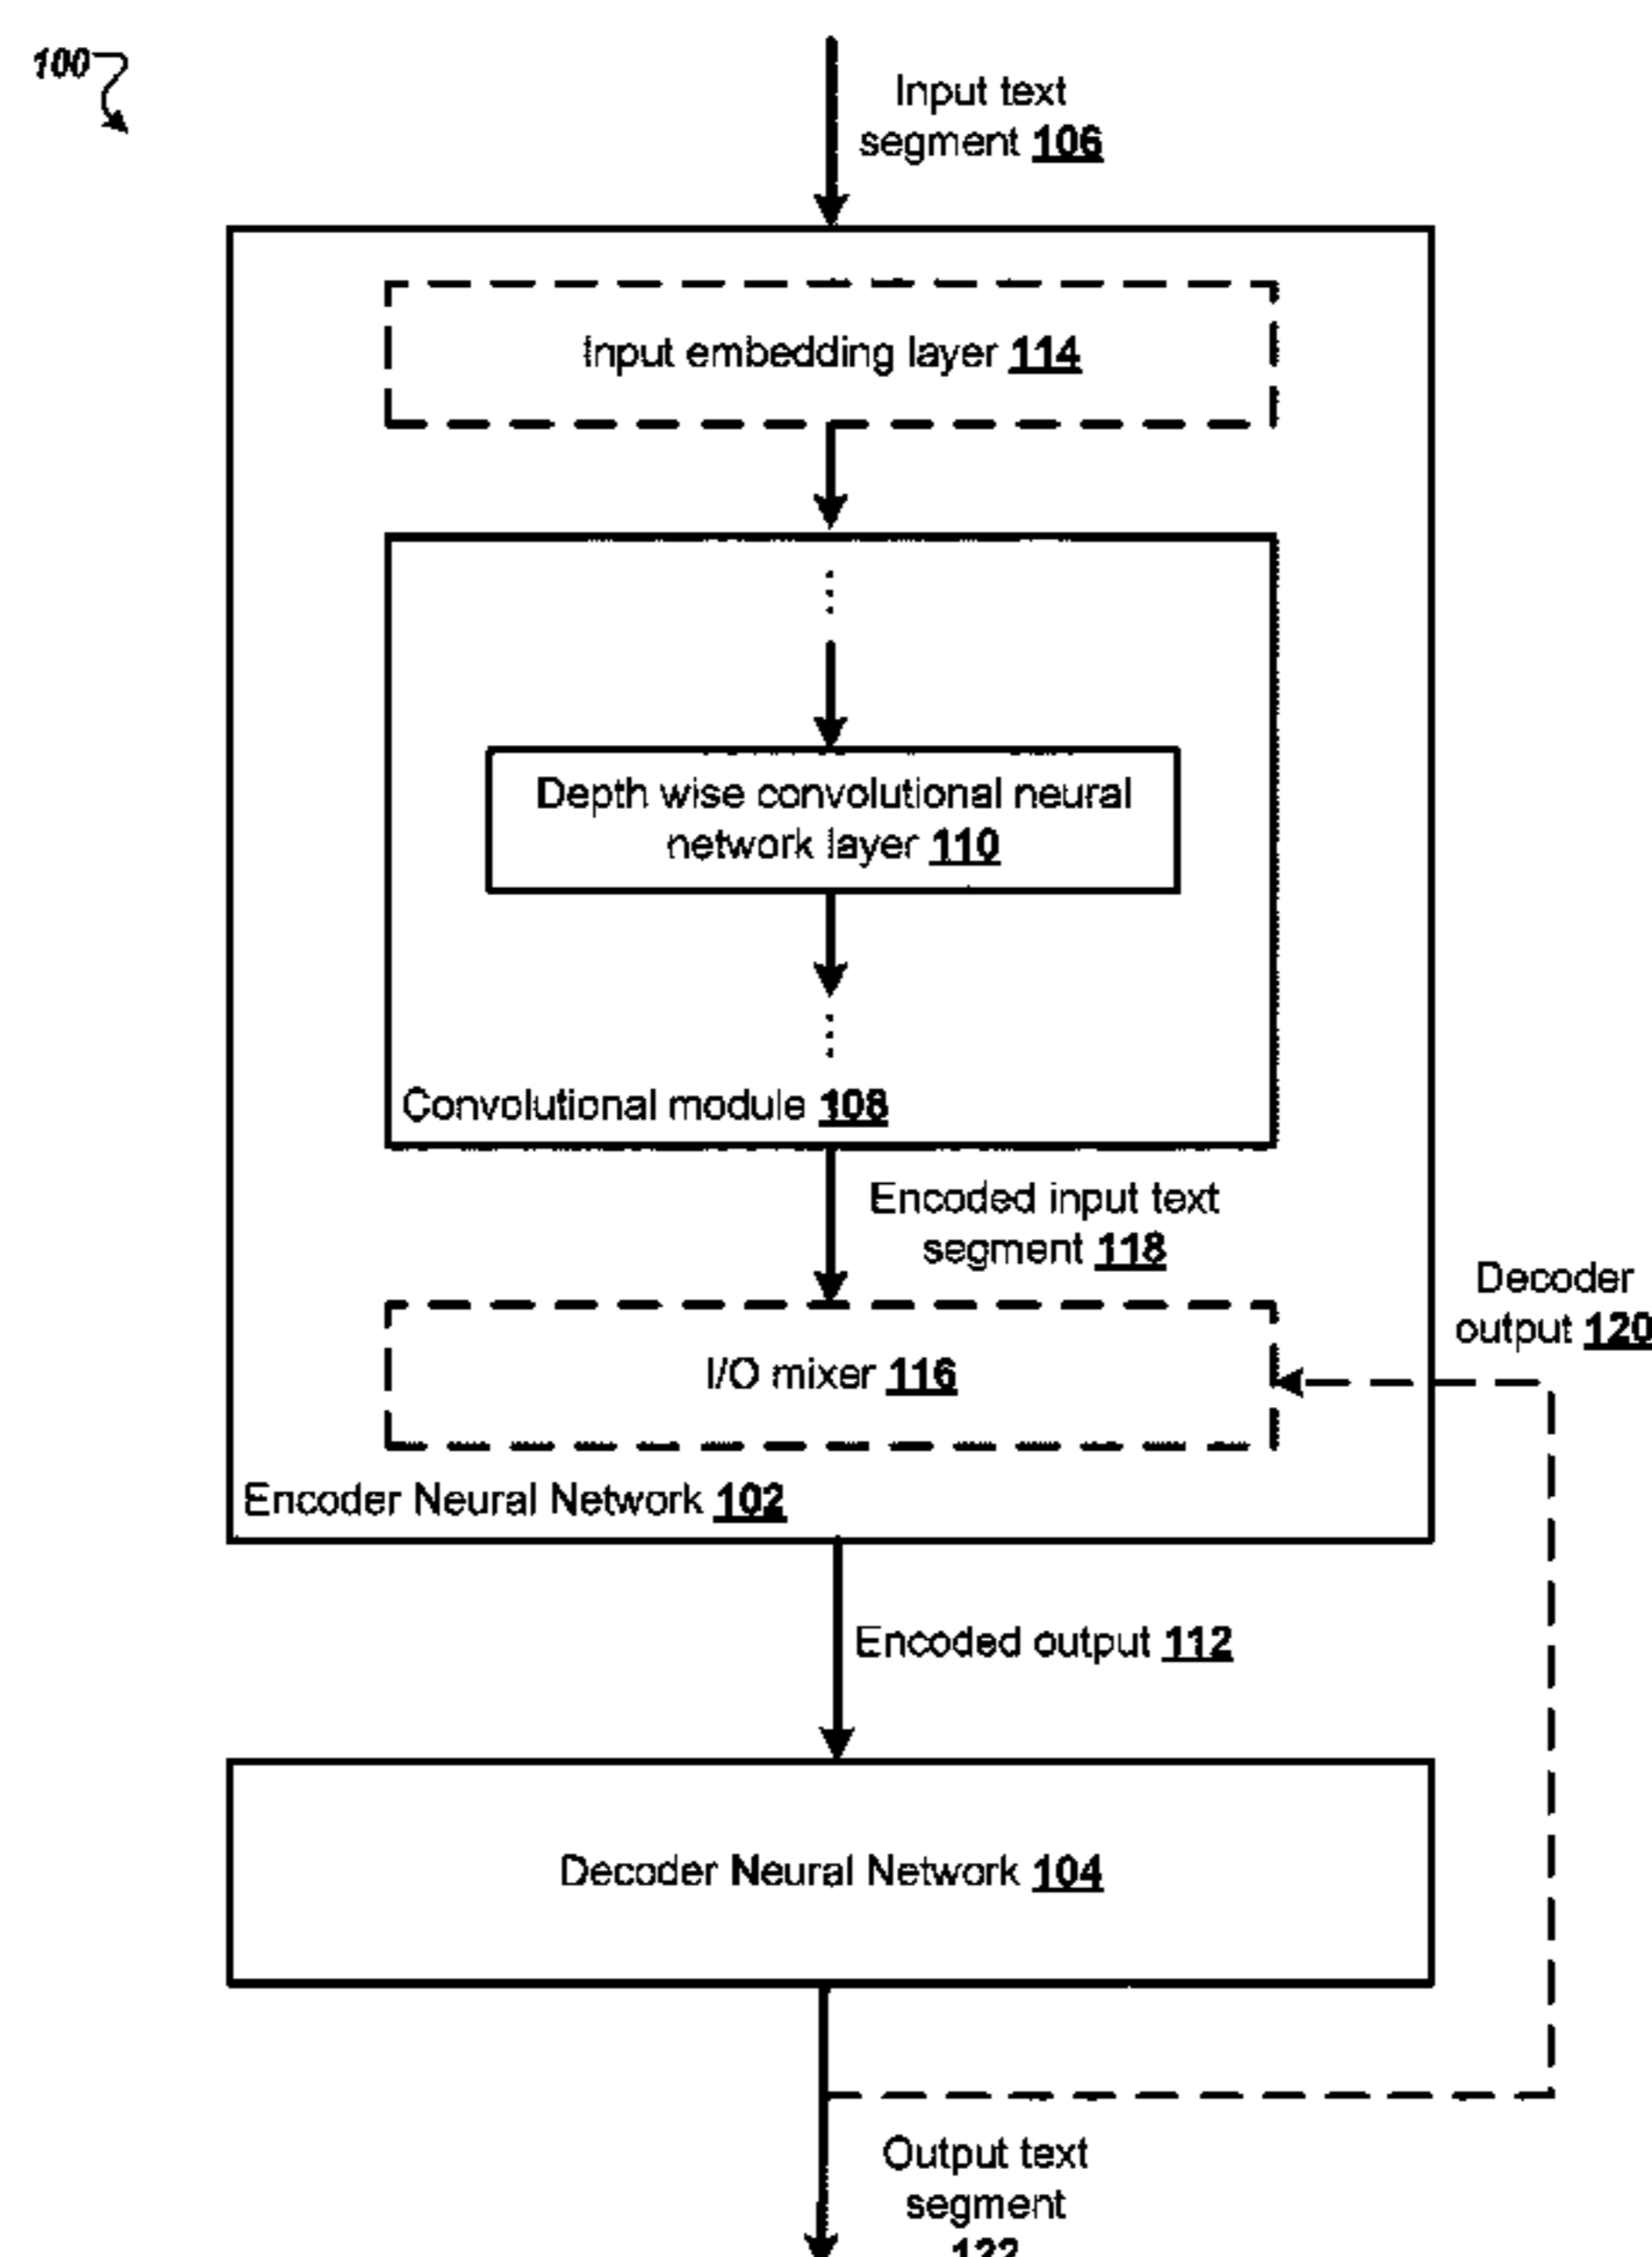 100
Input text
segment 106
Input embedding layer 114
Depth wise convolutional neural
network layer 110
Convolutional module 108
Encoded input text
segment 118
Decoder
output 120
I/O mixer 116
Encoder Neural Network 102
Encoded output 112
Decoder Neural Network 104
Output text
segment
122